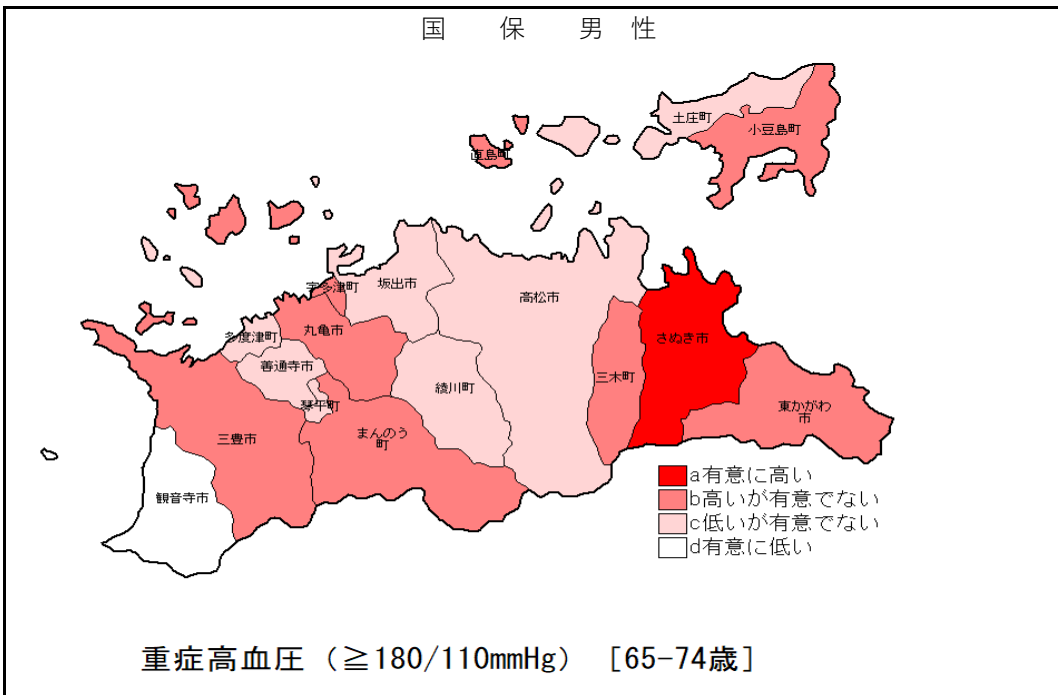 国 保 男 性
土庄町
小豆島町
直島町
宇多津町
坂出市
高松市
多度津町
丸亀市
さぬき市
善通寺市
三木町
綾川町
琴平町
東かがわ
市
三豊市
まんのう
町
観音寺市
a有意に高い
b高いが有意でない
c低いが有意でない
d有意に低い
重症高血圧（≧180/110mmHg）［65-74歳］